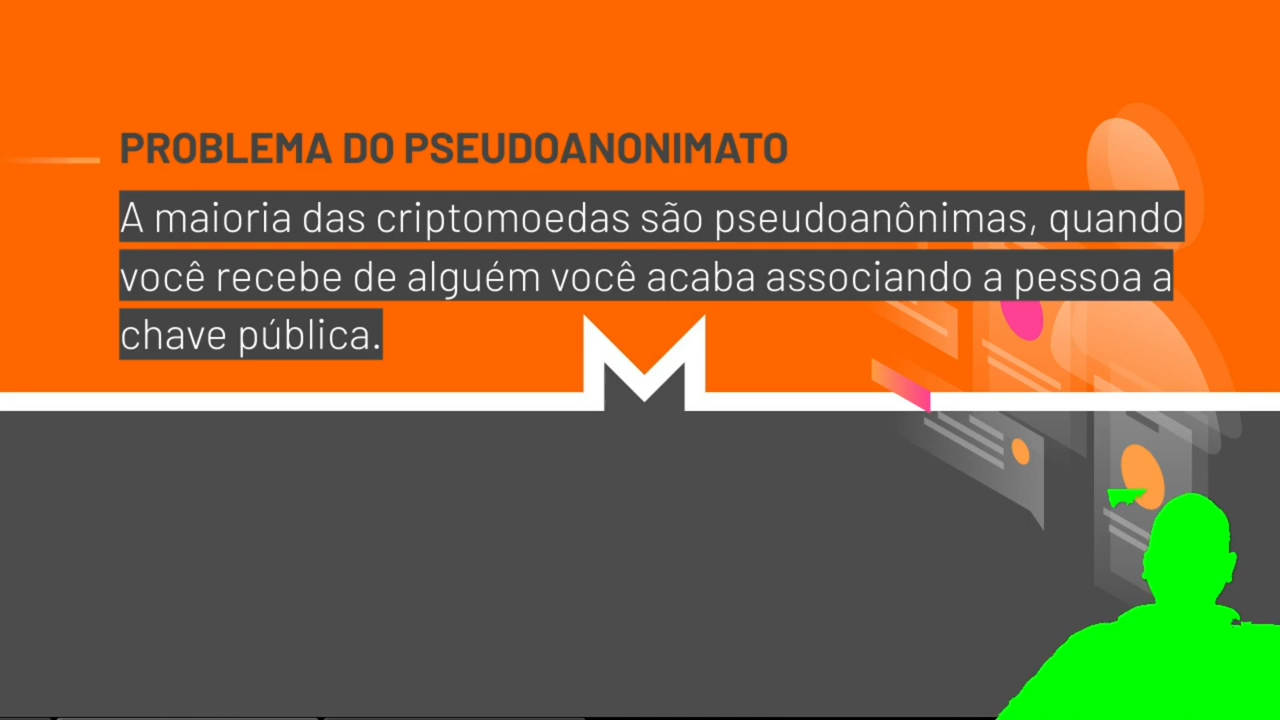 PROBLEMA DO PSEUDOANONIMATO
A maioria das criptomoedas são pseudoanônimas, quando
você recebe de alguém você acaba associando a pessoa a
chave pública.